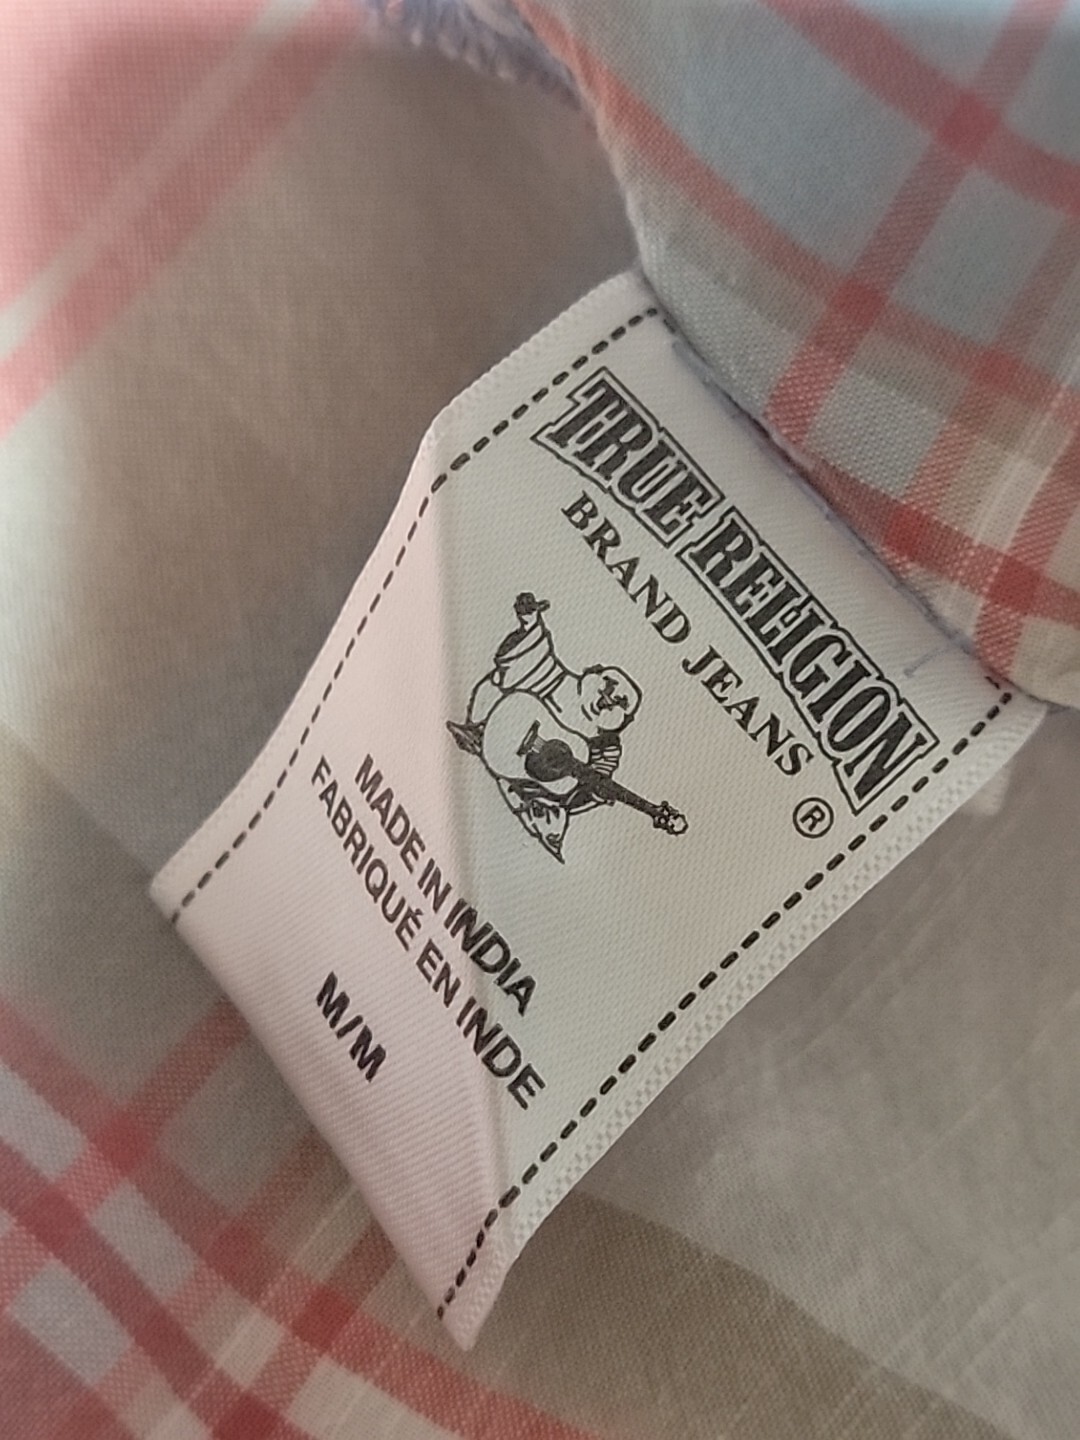 TRUE RELIGION
BRAND JEANS
®
MADE IN INDIA
FABRIQUÉ EN INDE
M/M